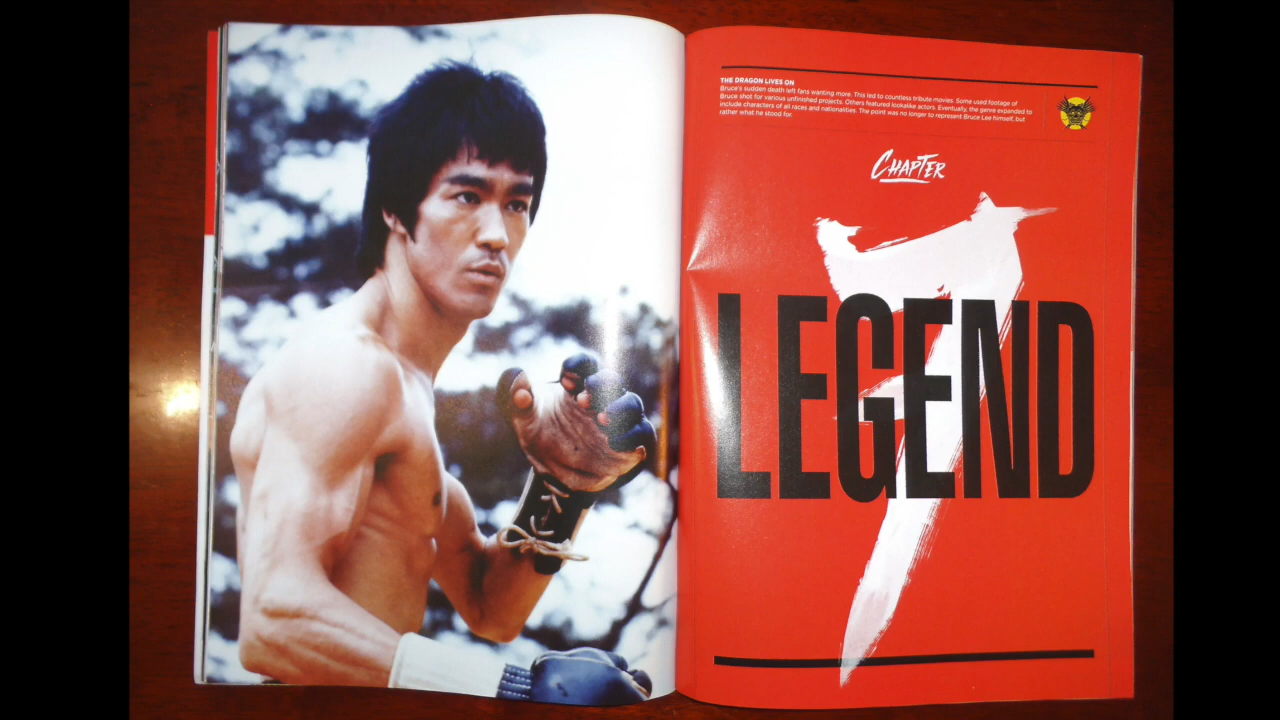 THE DRAGON LIVES ON
Bruce's sudden death left fans wanting more. This led to countless tribute movies. Some used footage of
Bruce shot for various unfinished projects. Others featured lookalike actors. Eventually, the genre expanded to
include characters of all races and nationalities. The point was no longer to represent Bruce Lee himself, but
rather what he stood for.
CHAPTER
7
LEGEND